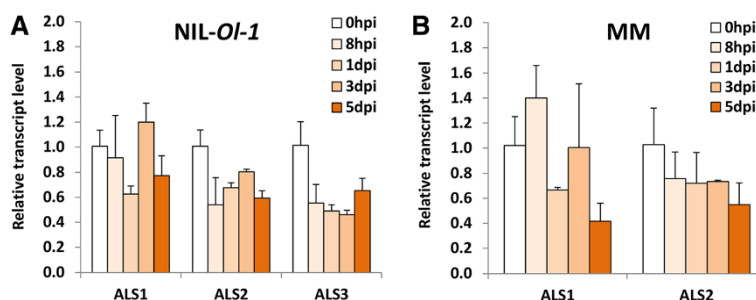 A
NIL-Ol-1
Relative transcript level
2.0
1.8
1.6
1.4
1.2
1.0
0.8
0.6
0.4
0.2
0.0
0hpi
8hpi
1dpi
3dpi
5dpi
ALS1 ALS2 ALS3
B
MM
Relative transcript level
2.0
1.8
1.6
1.4
1.2
1.0
0.8
0.6
0.4
0.2
0.0
0hpi
8hpi
1dpi
3dpi
5dpi
ALS1 ALS2